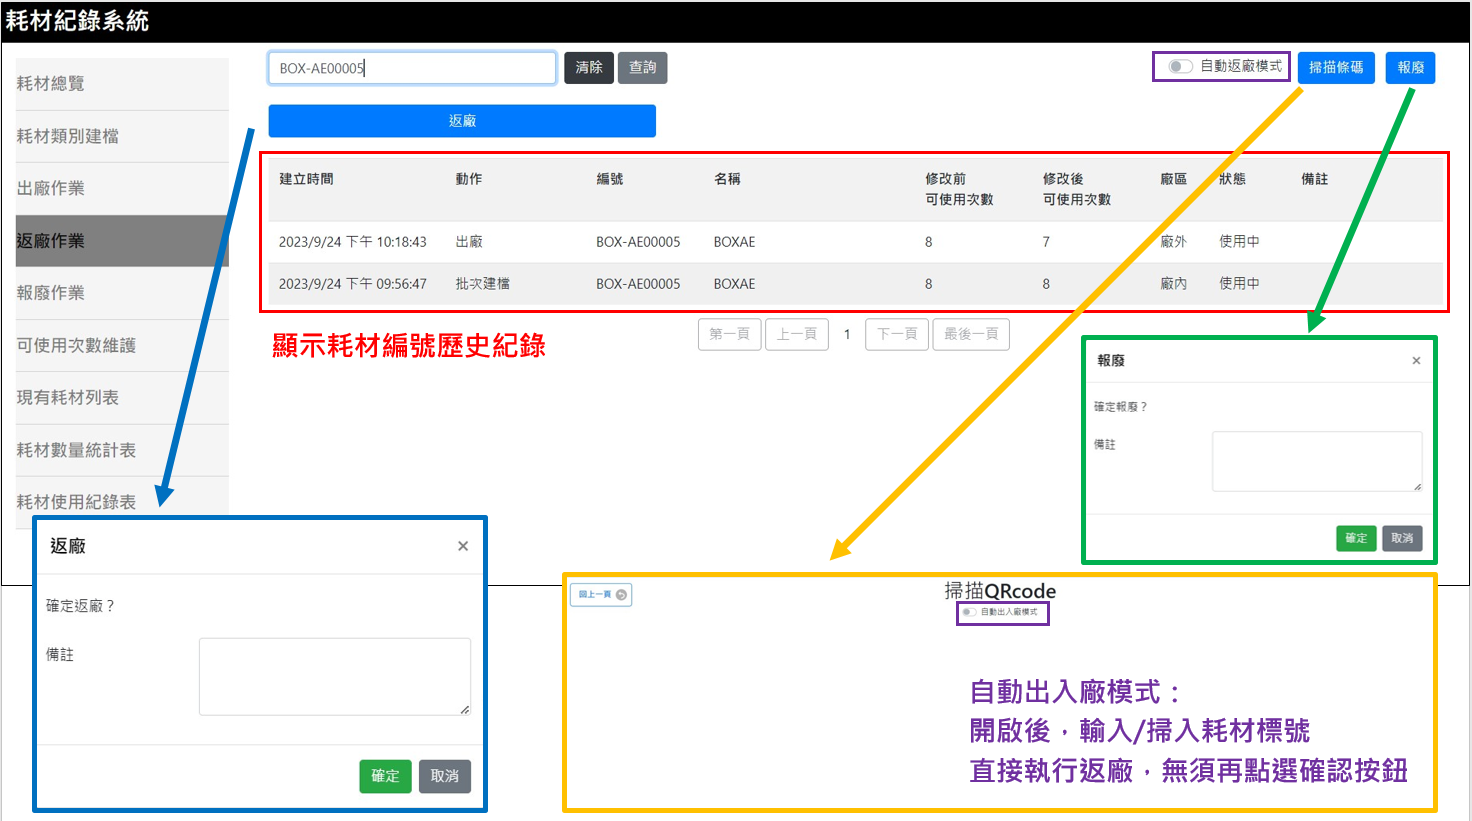 耗材紀錄系統
耗材總覽
耗材類別建檔
出廠作業
返廠作業
報廢作業
可使用次數維護
現有耗材列表
耗材數量統計表
耗材使用紀錄表
BOX-AE00005
清除
查詢
自動返廠模式
掃描條碼
報廢
返廠
建立時間 動作 編號 名稱 修改前 修改後 廠區 狀態 備註
可使用次數 可使用次數
2023/9/24 下午 10:18:43 出廠 BOX-AE00005 BOXAE 8 7 廠外 使用中
2023/9/24 下午 09:56:47 批次建檔 BOX-AE00005 BOXAE 8 8 廠內 使用中
第一頁 上一頁 1 下一頁 最後一頁
顯示耗材編號歷史紀錄
報廢 ×
確定報廢？
備註
確定 取消
返廠 ×
確定返廠？
備註
確定 取消
回上一頁
掃描QRcode
自動出入廠模式
自動出入廠模式：
開啟後，輸入/掃入耗材標號
直接執行返廠，無須再點選確認按鈕